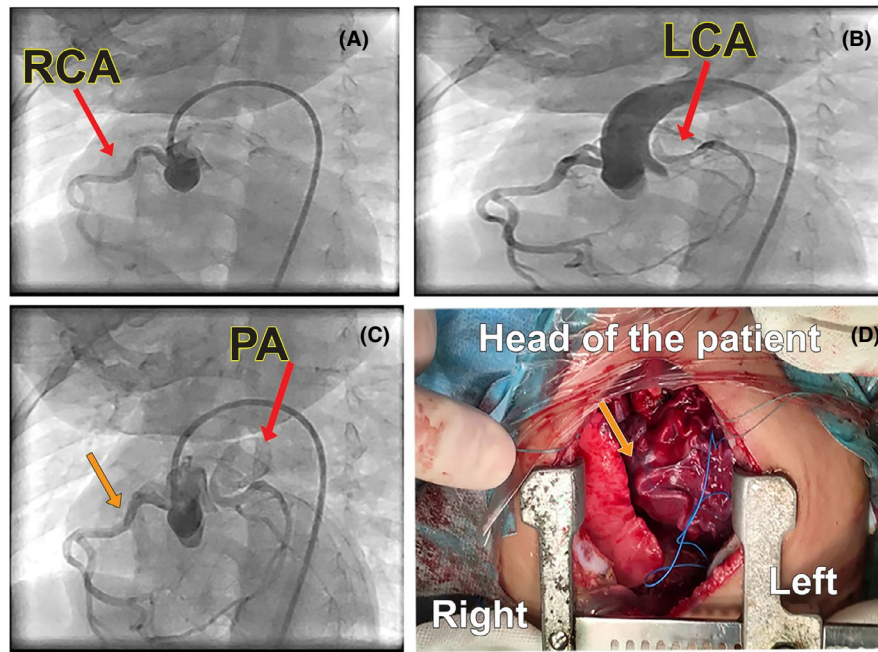 (A)
RCA
(B)
LCA
(C)
PA
(D)
Head of the patient
Right
Left